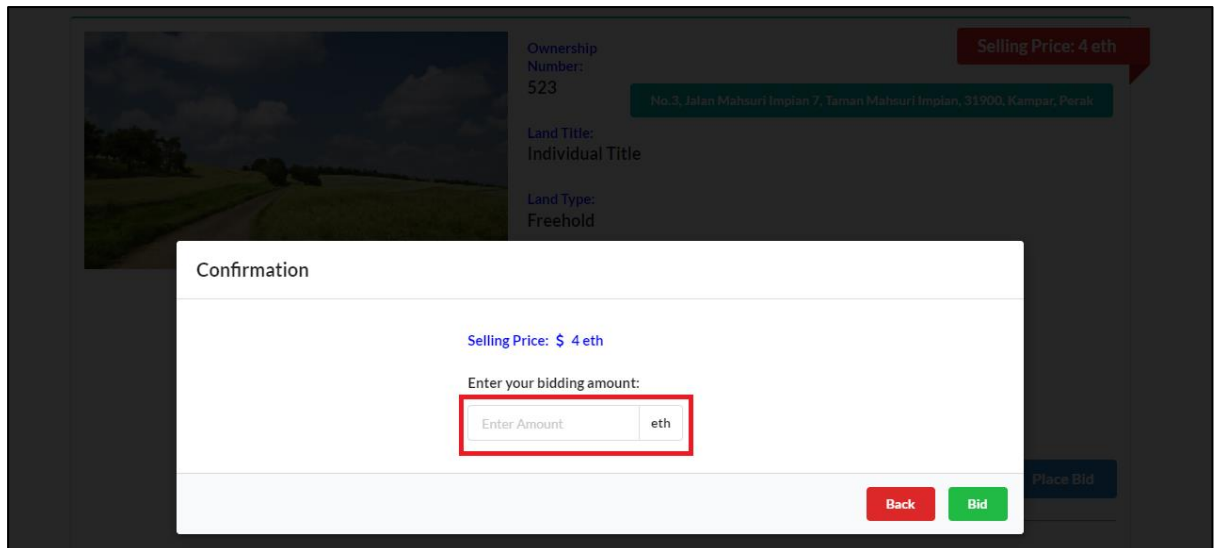 Ownership
Number:
523
Selling Price: 4 eth
No.3, Jalan Mahsuri Impian 7, Taman Mahsuri Impian, 31900, Kampar, Perak
Land Title:
Individual Title
Land Type:
Freehold
Confirmation
Selling Price: $ 4 eth
Enter your bidding amount:
Enter Amount eth
Place Bid
Back Bid